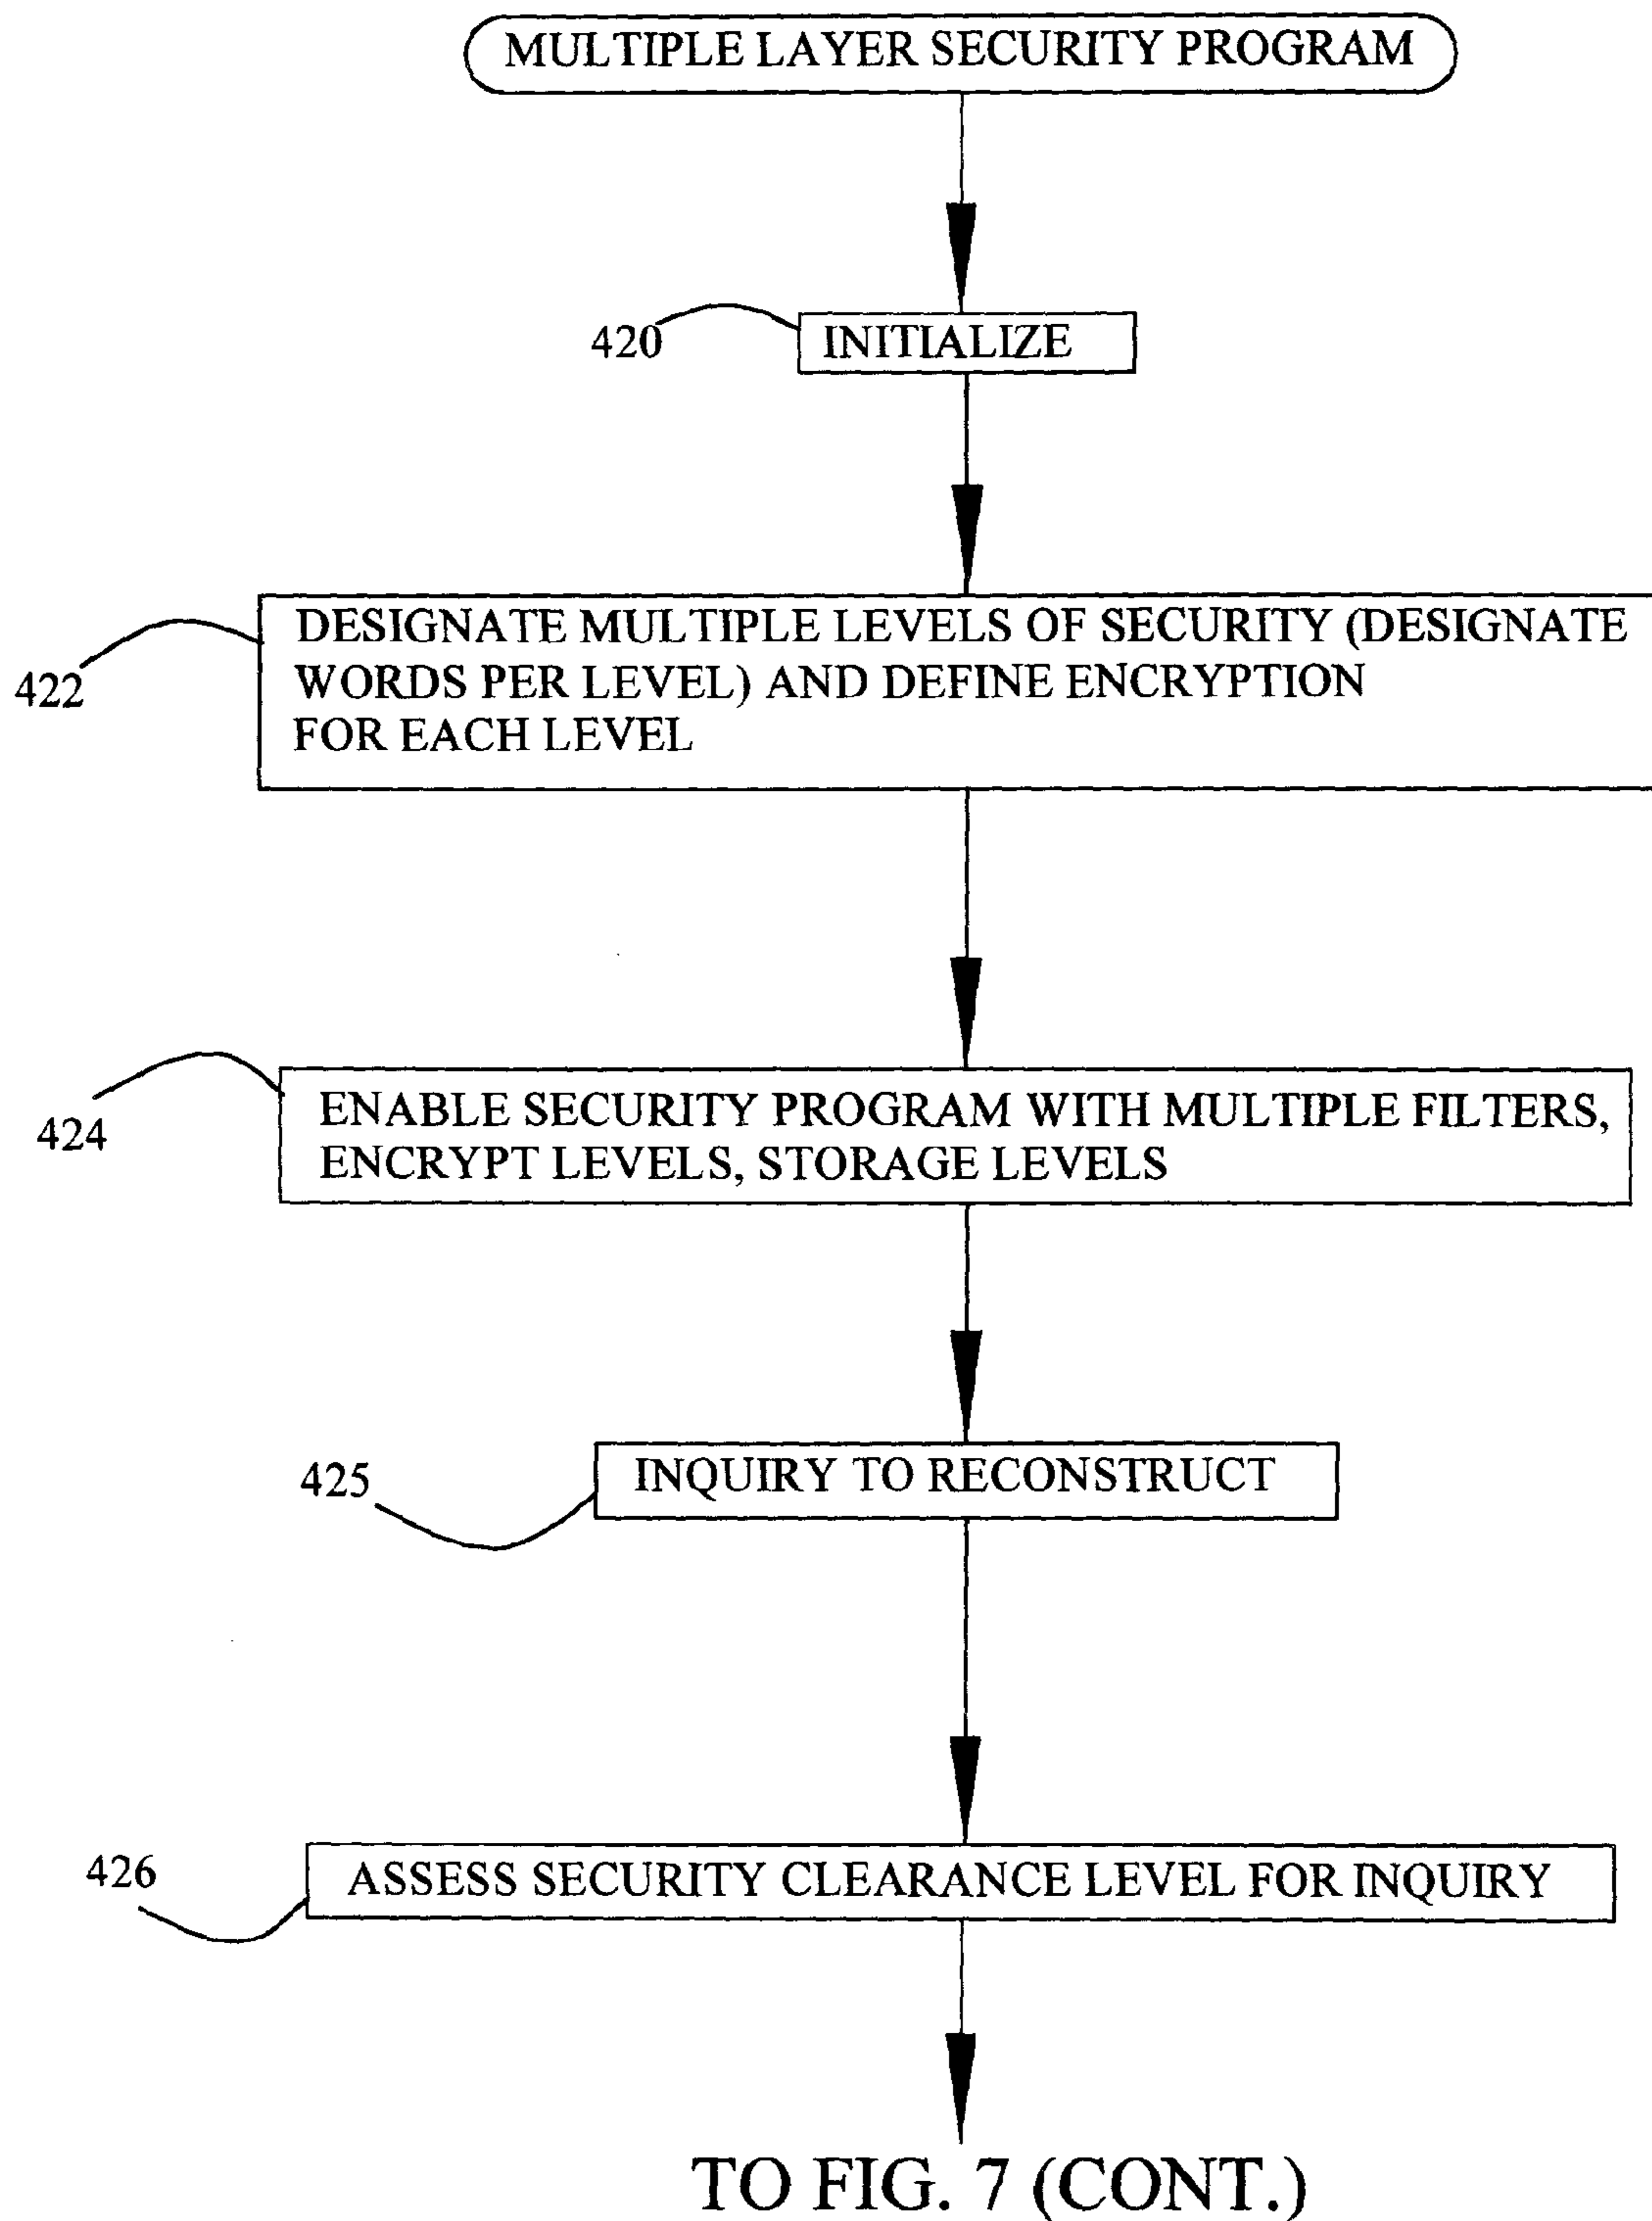 MULTIPLE LAYER SECURITY PROGRAM
420
INITIALIZE
422
DESIGNATE MULTIPLE LEVELS OF SECURITY (DESIGNATE
WORDS PER LEVEL) AND DEFINE ENCRYPTION
FOR EACH LEVEL
424
ENABLE SECURITY PROGRAM WITH MULTIPLE FILTERS,
ENCRYPT LEVELS, STORAGE LEVELS
425
INQUIRY TO RECONSTRUCT
426
ASSESS SECURITY CLEARANCE LEVEL FOR INQUIRY
TO FIG. 7 (CONT.)